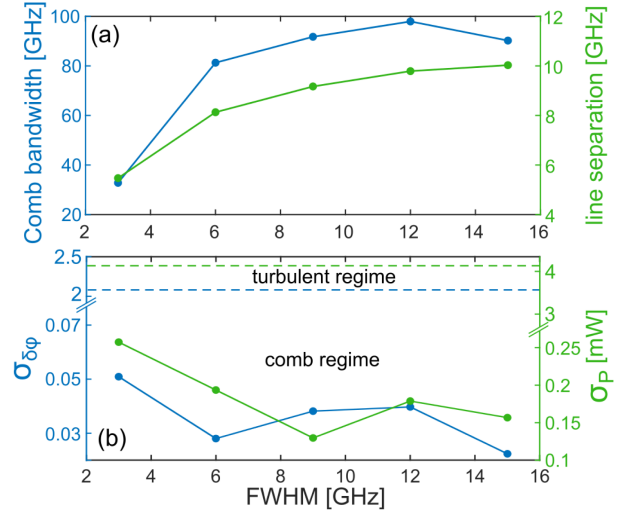 (a)
Comb bandwidth [GHz]
100
80
60
40
20
line separation [GHz]
12
10
8
6
4
2
2 4 6 8 10 12 14 16
(b)
σδφ
2.5
2
0.07
0.05
0.03
turbulent regime
comb regime
σP [mW]
4
3
0.25
0.2
0.15
0.1
2 4 6 8 10 12 14 16
FWHM [GHz]